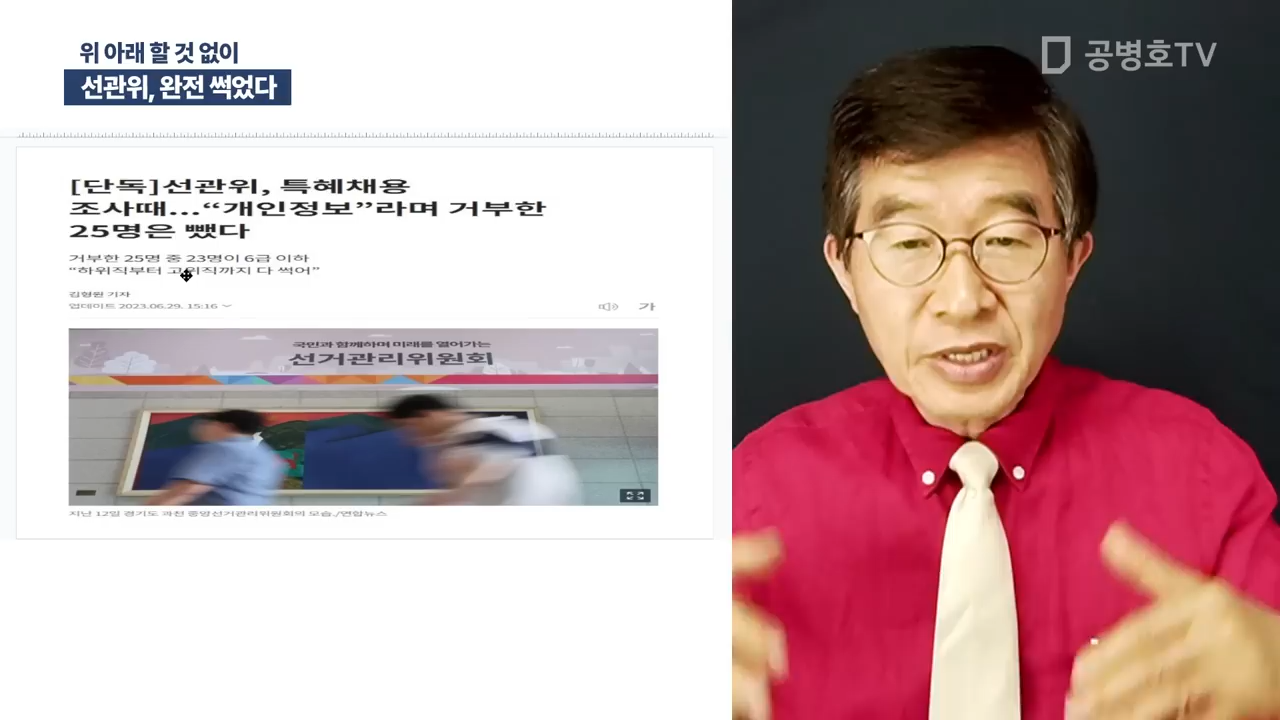 위 아래 할 것 없이
선관위, 완전 썩었다
공병호TV
[단독]선관위, 특혜채용
조사때...“개인정보”라며 거부한
25명은 뺐다
거부한 25명 중 23명이 6급 이하
“하위직부터 고위직까지 다 썩어”
김형원 기자
업데이트 2023.06.29. 15:16
가
국민과 함께하며 미래를 열어가는
선거관리위원회
지난 12일 경기도 과천 중앙선거관리위원회의 모습./연합뉴스